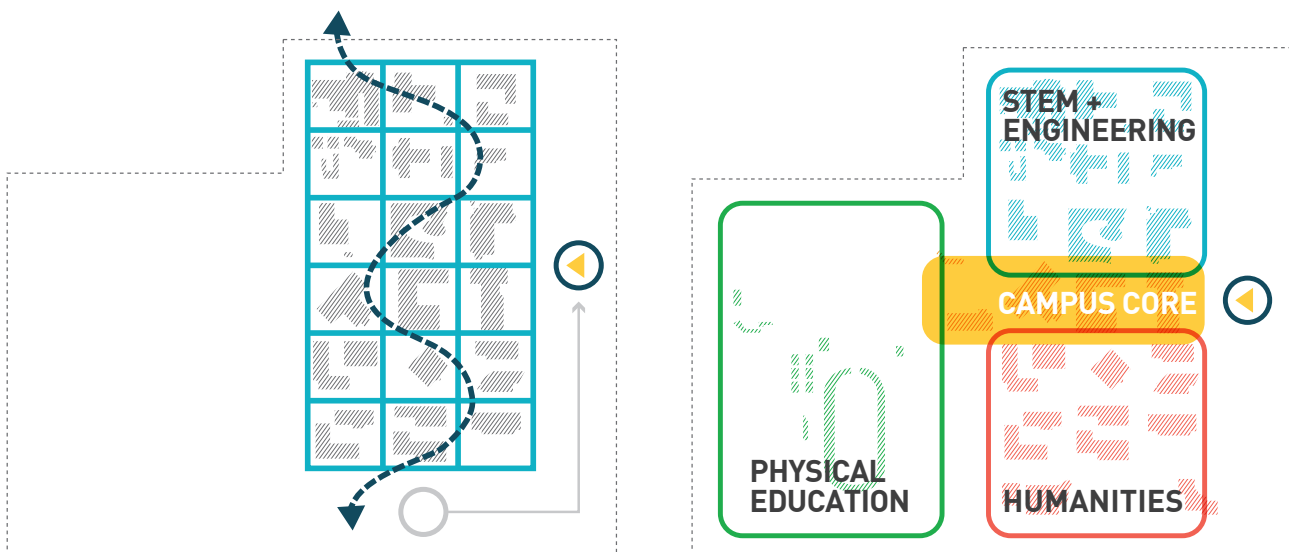 STEM +
ENGINEERING
CAMPUS CORE
PHYSICAL
EDUCATION
HUMANITIES